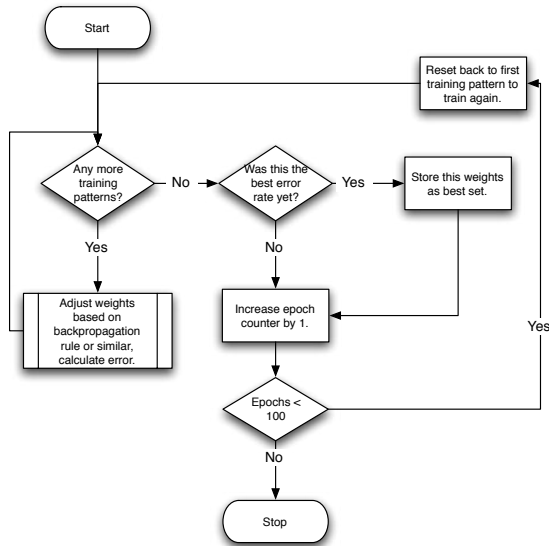 Start
Reset back to first
training pattern to
train again.
Any more
training
patterns?
No
Was this the
best error
rate yet?
Yes
Store this weights
as best set.
Yes
No
Adjust weights
based on
backpropagation
rule or similar,
calculate error.
Increase epoch
counter by 1.
Yes
Epochs <
100
No
Stop